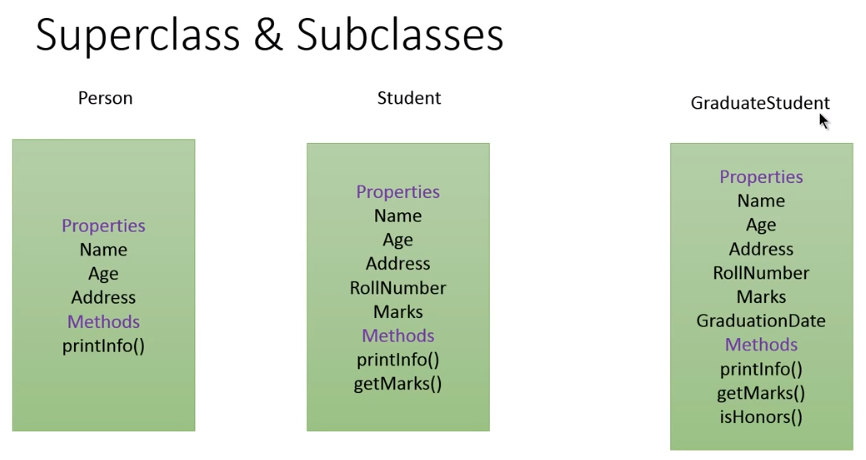 Superclass & Subclasses
Person
Properties
Name
Age
Address
Methods
printInfo()
Student
Properties
Name
Age
Address
RollNumber
Marks
Methods
printInfo()
getMarks()
GraduateStudent
Properties
Name
Age
Address
RollNumber
Marks
GraduationDate
Methods
printInfo()
getMarks()
isHonors()